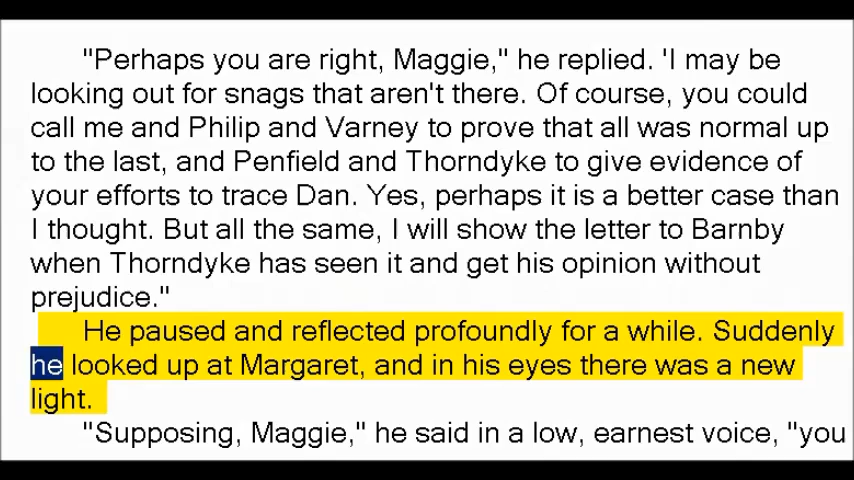 "Perhaps you are right, Maggie," he replied. 'I may be
looking out for snags that aren't there. Of course, you could
call me and Philip and Varney to prove that all was normal up
to the last, and Penfield and Thorndyke to give evidence of
your efforts to trace Dan. Yes, perhaps it is a better case than
I thought. But all the same, I will show the letter to Barnby
when Thorndyke has seen it and get his opinion without
prejudice."
He paused and reflected profoundly for a while. Suddenly
he looked up at Margaret, and in his eyes there was a new
light.
"Supposing, Maggie," he said in a low, earnest voice, "you